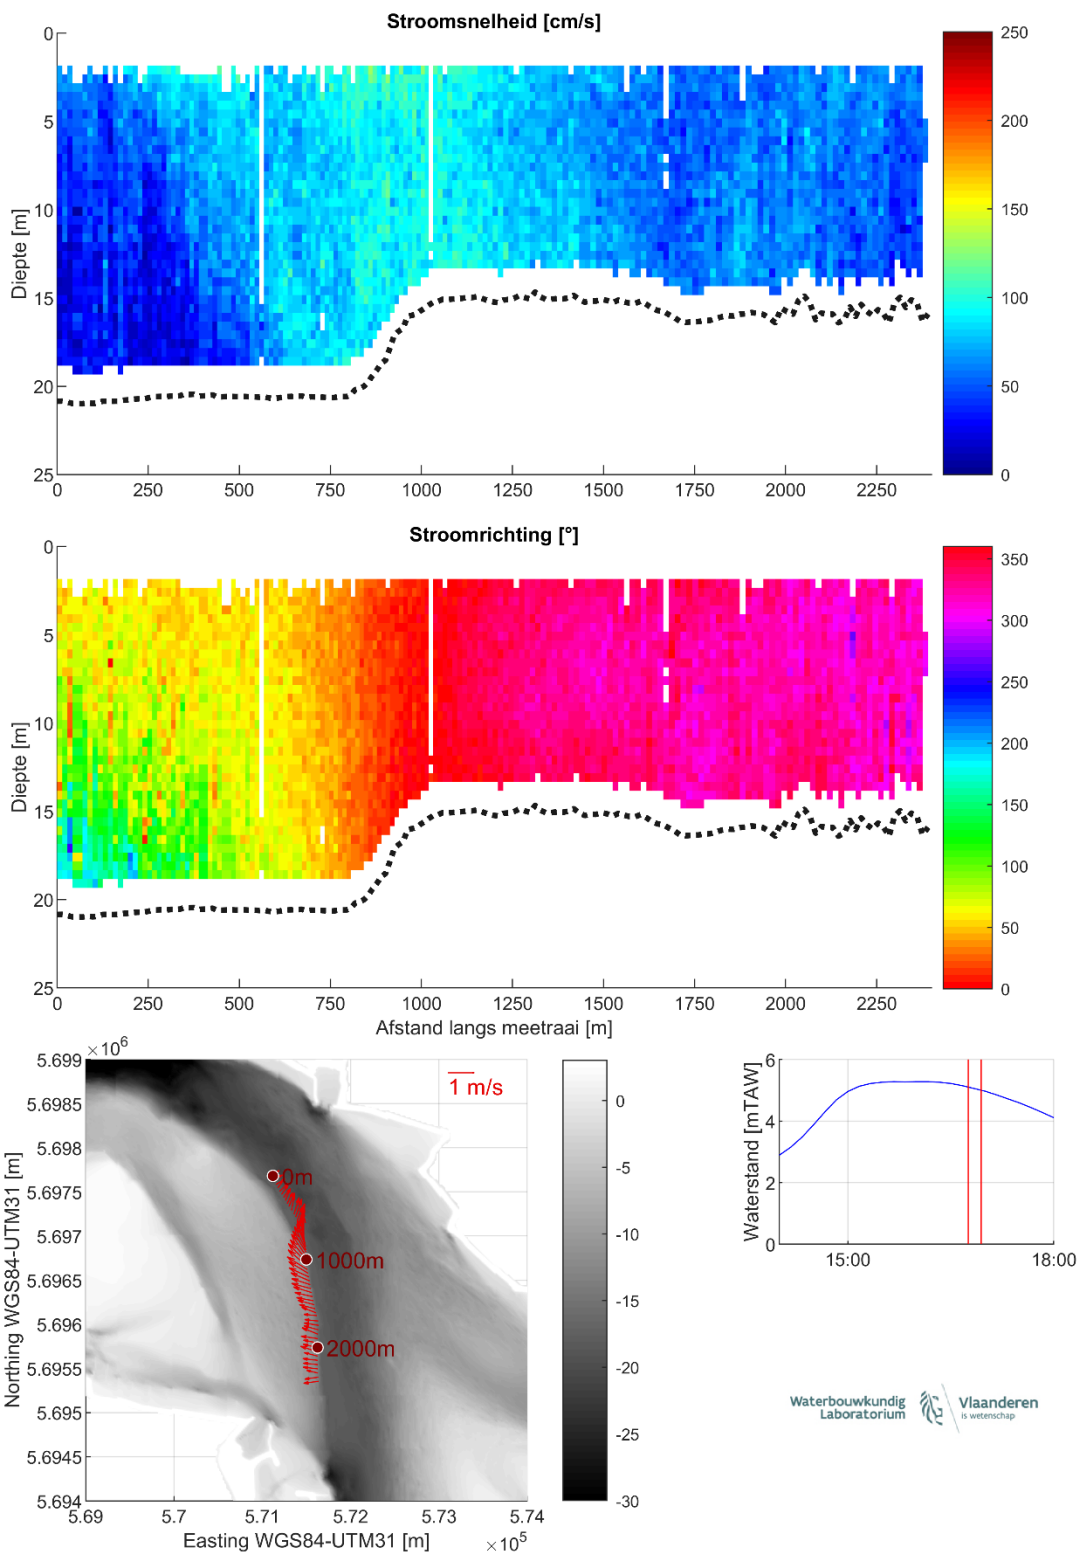 Stroomsnelheid [cm/s]
0
5
10
15
20
25
Diepte [m]
0 250 500 750 1000 1250 1500 1750 2000 2250
250
200
150
100
50
0
Stroomrichting [°]
0
5
10
15
20
25
Diepte [m]
0 250 500 750 1000 1250 1500 1750 2000 2250
Afstand langs meetraai [m]
350
300
250
200
150
100
50
0
×10⁶
5.699
5.6985
5.698
5.6975
5.697
5.6965
5.696
5.6955
5.695
5.6945
5.694
Northing WGS84-UTM31 [m]
1 m/s
0m
1000m
2000m
5.69 5.7 5.71 5.72 5.73 5.74
Easting WGS84-UTM31 [m]
×10⁵
0
-5
-10
-15
-20
-25
-30
Waterstand [mTAW]
6
4
2
0
15:00 18:00
Waterbouwkundig
Laboratorium
Vlaanderen
is wetenschap